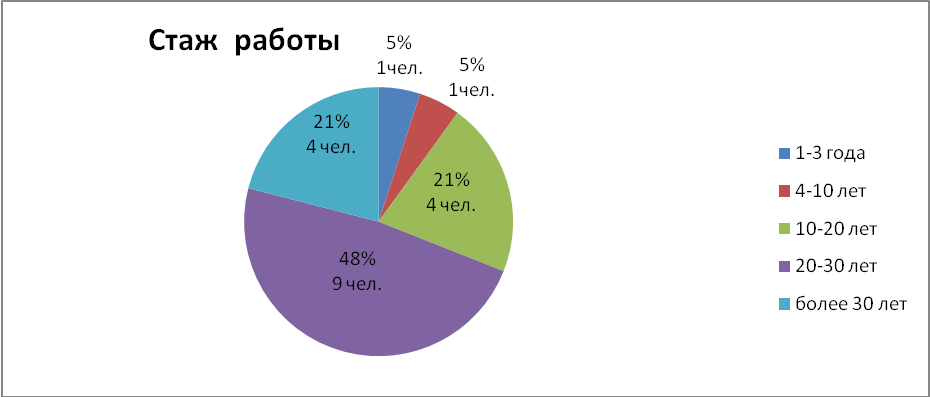 Стаж работы
5%
1чел.
5%
1чел.
21%
4 чел.
21%
4 чел.
48%
9 чел.
1-3 года
4-10 лет
10-20 лет
20-30 лет
более 30 лет